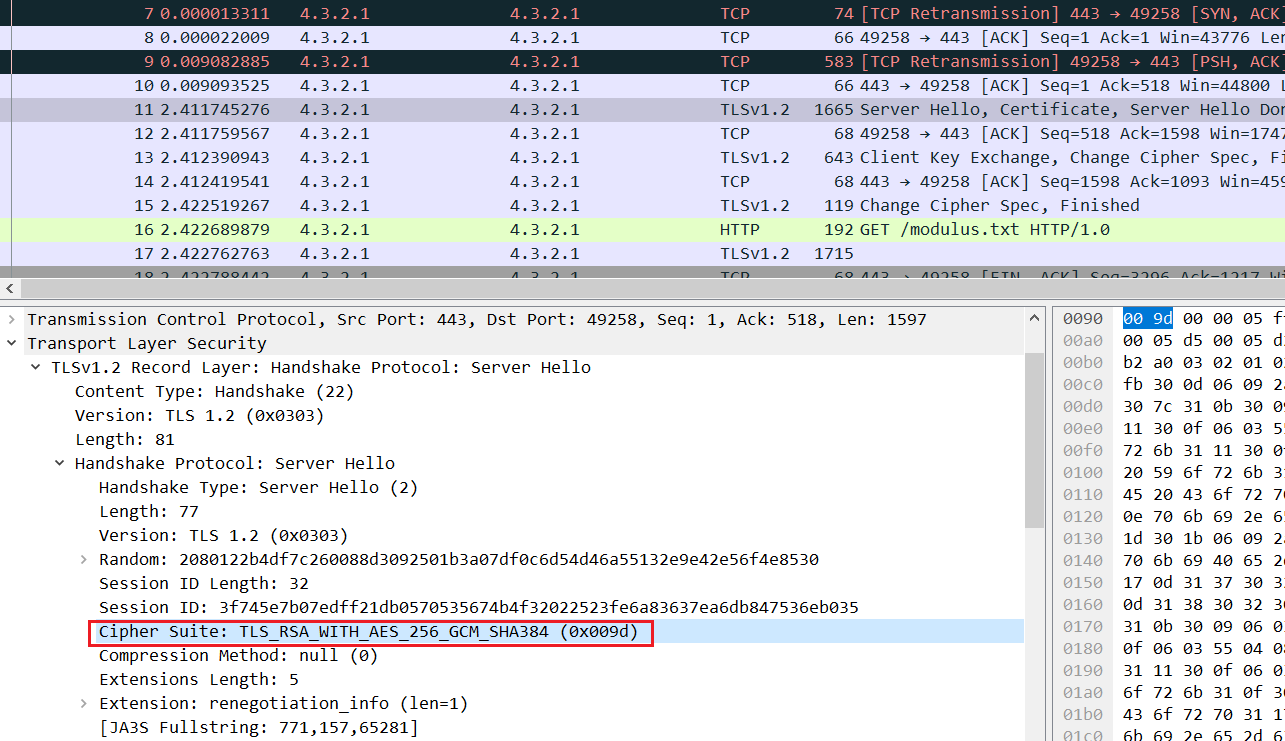 7 0.000013311 4.3.2.1 4.3.2.1 TCP 74 [TCP Retransmission] 443 → 49258 [SYN, ACK]
8 0.000022009 4.3.2.1 4.3.2.1 TCP 66 49258 → 443 [ACK] Seq=1 Ack=1 Win=43776 Len
9 0.009082885 4.3.2.1 4.3.2.1 TCP 583 [TCP Retransmission] 49258 → 443 [PSH, ACK
10 0.009093525 4.3.2.1 4.3.2.1 TCP 66 443 → 49258 [ACK] Seq=1 Ack=518 Win=44800
11 2.411745276 4.3.2.1 4.3.2.1 TLSv1.2 1665 Server Hello, Certificate, Server Hello Don
12 2.411759567 4.3.2.1 4.3.2.1 TCP 68 49258 → 443 [ACK] Seq=518 Ack=1598 Win=1747
13 2.412390943 4.3.2.1 4.3.2.1 TLSv1.2 643 Client Key Exchange, Change Cipher Spec, Fi
14 2.412419541 4.3.2.1 4.3.2.1 TCP 68 443 → 49258 [ACK] Seq=1598 Ack=1093 Win=459
15 2.422519267 4.3.2.1 4.3.2.1 TLSv1.2 119 Change Cipher Spec, Finished
16 2.422689879 4.3.2.1 4.3.2.1 HTTP 192 GET /modulus.txt HTTP/1.0
17 2.422762763 4.3.2.1 4.3.2.1 TLSv1.2 1715
18 2.422788442 4.3.2.1 4.3.2.1 TCP 68 443 → 49258 [FIN, ACK] Seq=3296 Ack=1217 Wi
Transmission Control Protocol, Src Port: 443, Dst Port: 49258, Seq: 1, Ack: 518, Len: 1597
Transport Layer Security
TLSv1.2 Record Layer: Handshake Protocol: Server Hello
Content Type: Handshake (22)
Version: TLS 1.2 (0x0303)
Length: 81
Handshake Protocol: Server Hello
Handshake Type: Server Hello (2)
Length: 77
Version: TLS 1.2 (0x0303)
Random: 2080122b4df7c260088d3092501b3a07df0c6d54d46a55132e9e42e56f4e8530
Session ID Length: 32
Session ID: 3f745e7b07edff21db0570535674b4f32022523fe6a83637ea6db847536eb035
Cipher Suite: TLS_RSA_WITH_AES_256_GCM_SHA384 (0x009d)
Compression Method: null (0)
Extensions Length: 5
Extension: renegotiation_info (len=1)
[JA3S Fullstring: 771,157,65281]
0090 00 9d 00 00 05 f
00a0 00 05 d5 00 05 d
00b0 b2 a0 03 02 01 0
00c0 fb 30 0d 06 09 2
00d0 30 7c 31 0b 30 0
00e0 11 30 0f 06 03 5
00f0 72 6b 31 11 30 0
0100 20 59 6f 72 6b 3
0110 45 20 43 6f 72 7
0120 0e 70 6b 69 2e 6
0130 1d 30 1b 06 09 2
0140 70 6b 69 40 65 2
0150 17 0d 31 37 30 3
0160 0d 31 38 30 32 3
0170 31 0b 30 09 06 0
0180 0f 06 03 55 04 0
0190 31 11 30 0f 06 0
01a0 6f 72 6b 31 0f 3
01b0 43 6f 72 70 31 1
01c0 6b 69 2e 65 2d 6